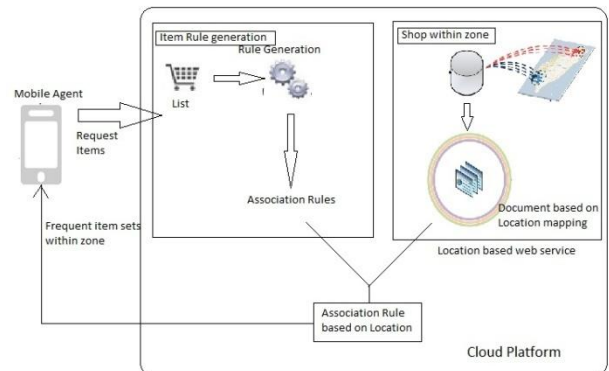 Item Rule generation
Rule Generation
List
Association Rules
Mobile Agent
Request
Items
Frequent item sets
within zone
Shop within zone
Document based on
Location mapping
Location based web service
Association Rule
based on Location
Cloud Platform